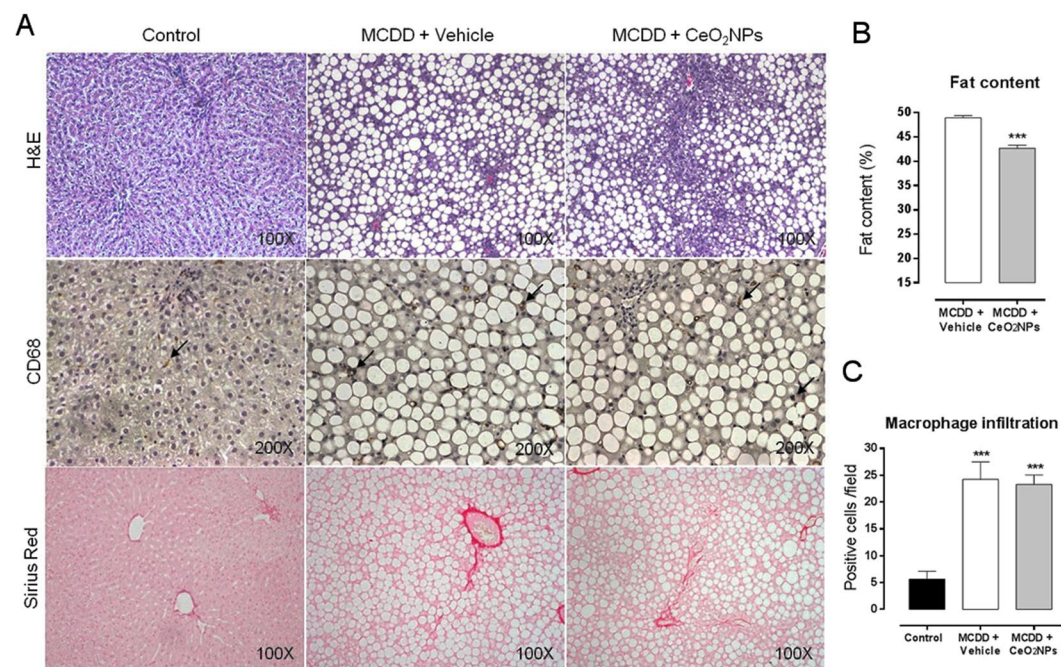 A
Control
MCDD + Vehicle
MCDD + CeO₂NPs
H&E
100X
100X
100X
CD68
200X
200X
200X
Sirius Red
100X
100X
100X
B
Fat content
Fat content (%)
50
45
40
35
30
25
20
15
***
MCDD +
Vehicle
MCDD +
CeO₂NPs
C
Macrophage infiltration
Positive cells /field
30
25
20
15
10
5
0
***
***
Control
MCDD +
Vehicle
MCDD +
CeO₂NPs